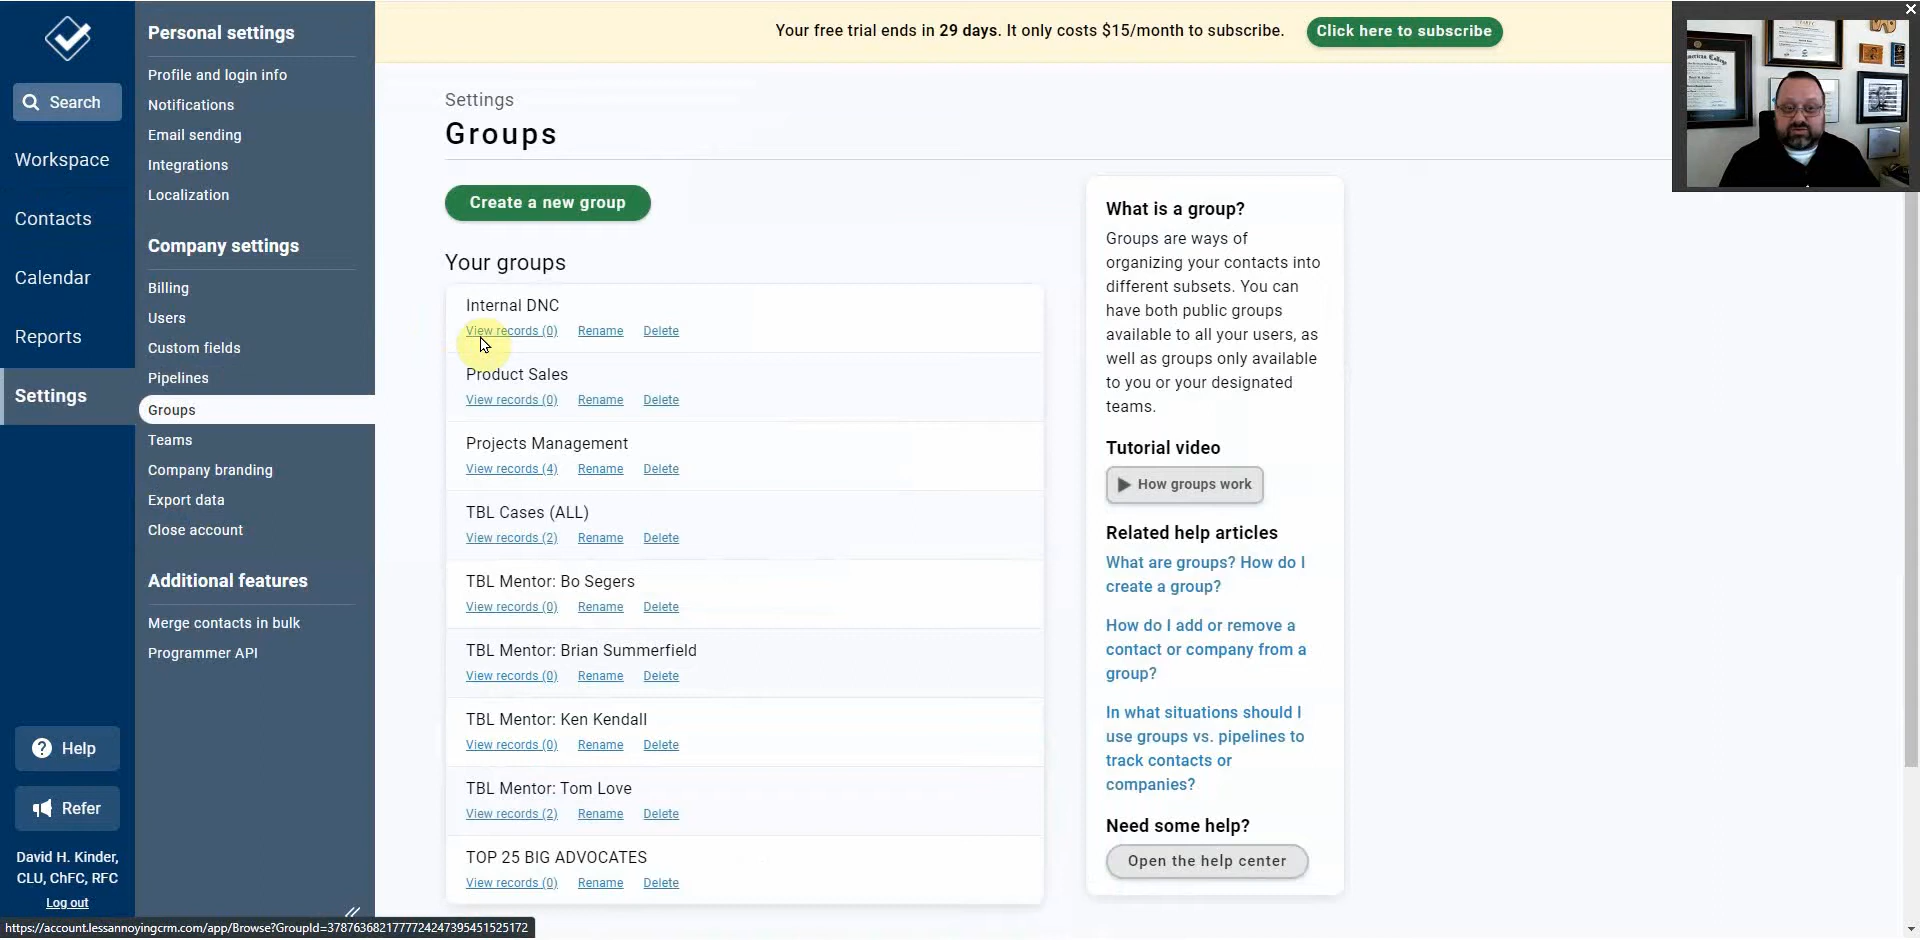 Search
Workspace
Contacts
Calendar
Reports
Settings
Help
Refer
David H. Kinder,
CLU, ChFC, RFC
Log out
Personal settings
Profile and login info
Notifications
Email sending
Integrations
Localization
Company settings
Billing
Users
Custom fields
Pipelines
Groups
Teams
Company branding
Export data
Close account
Additional features
Merge contacts in bulk
Programmer API
Your free trial ends in 29 days. It only costs $15/month to subscribe.
Click here to subscribe
Settings
Groups
Create a new group
Your groups
Internal DNC
View records (0) Rename Delete
Product Sales
View records (0) Rename Delete
Projects Management
View records (4) Rename Delete
TBL Cases (ALL)
View records (2) Rename Delete
TBL Mentor: Bo Segers
View records (0) Rename Delete
TBL Mentor: Brian Summerfield
View records (0) Rename Delete
TBL Mentor: Ken Kendall
View records (0) Rename Delete
TBL Mentor: Tom Love
View records (2) Rename Delete
TOP 25 BIG ADVOCATES
View records (0) Rename Delete
What is a group?
Groups are ways of
organizing your contacts into
different subsets. You can
have both public groups
available to all your users, as
well as groups only available
to you or your designated
teams.
Tutorial video
How groups work
Related help articles
What are groups? How do I
create a group?
How do I add or remove a
contact or company from a
group?
In what situations should I
use groups vs. pipelines to
track contacts or
companies?
Need some help?
Open the help center
https://account.lessannoyingcrm.com/app/Browse?GroupId=3787636821777724247395451525172